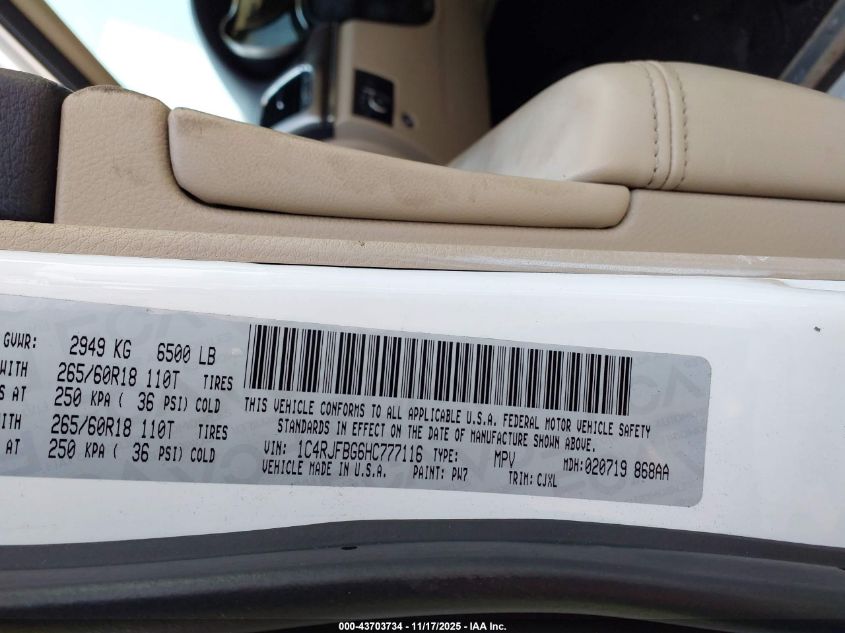 GVWR: 2949 KG 6500 LB
WITH 265/60R18 110T TIRES
S AT 250 KPA ( 36 PSI) COLD
WITH 265/60R18 110T TIRES
AT 250 KPA ( 36 PSI) COLD
THIS VEHICLE CONFORMS TO ALL APPLICABLE U.S.A. FEDERAL MOTOR VEHICLE SAFETY
STANDARDS IN EFFECT ON THE DATE OF MANUFACTURE SHOWN ABOVE.
VIN: 1C4RJFBG6HC777116 TYPE: MPV MDH:020719 868AA
VEHICLE MADE IN U.S.A. PAINT: PW7 TRIM: CJXL
000-43703734 - 11/17/2025 - IAA Inc.